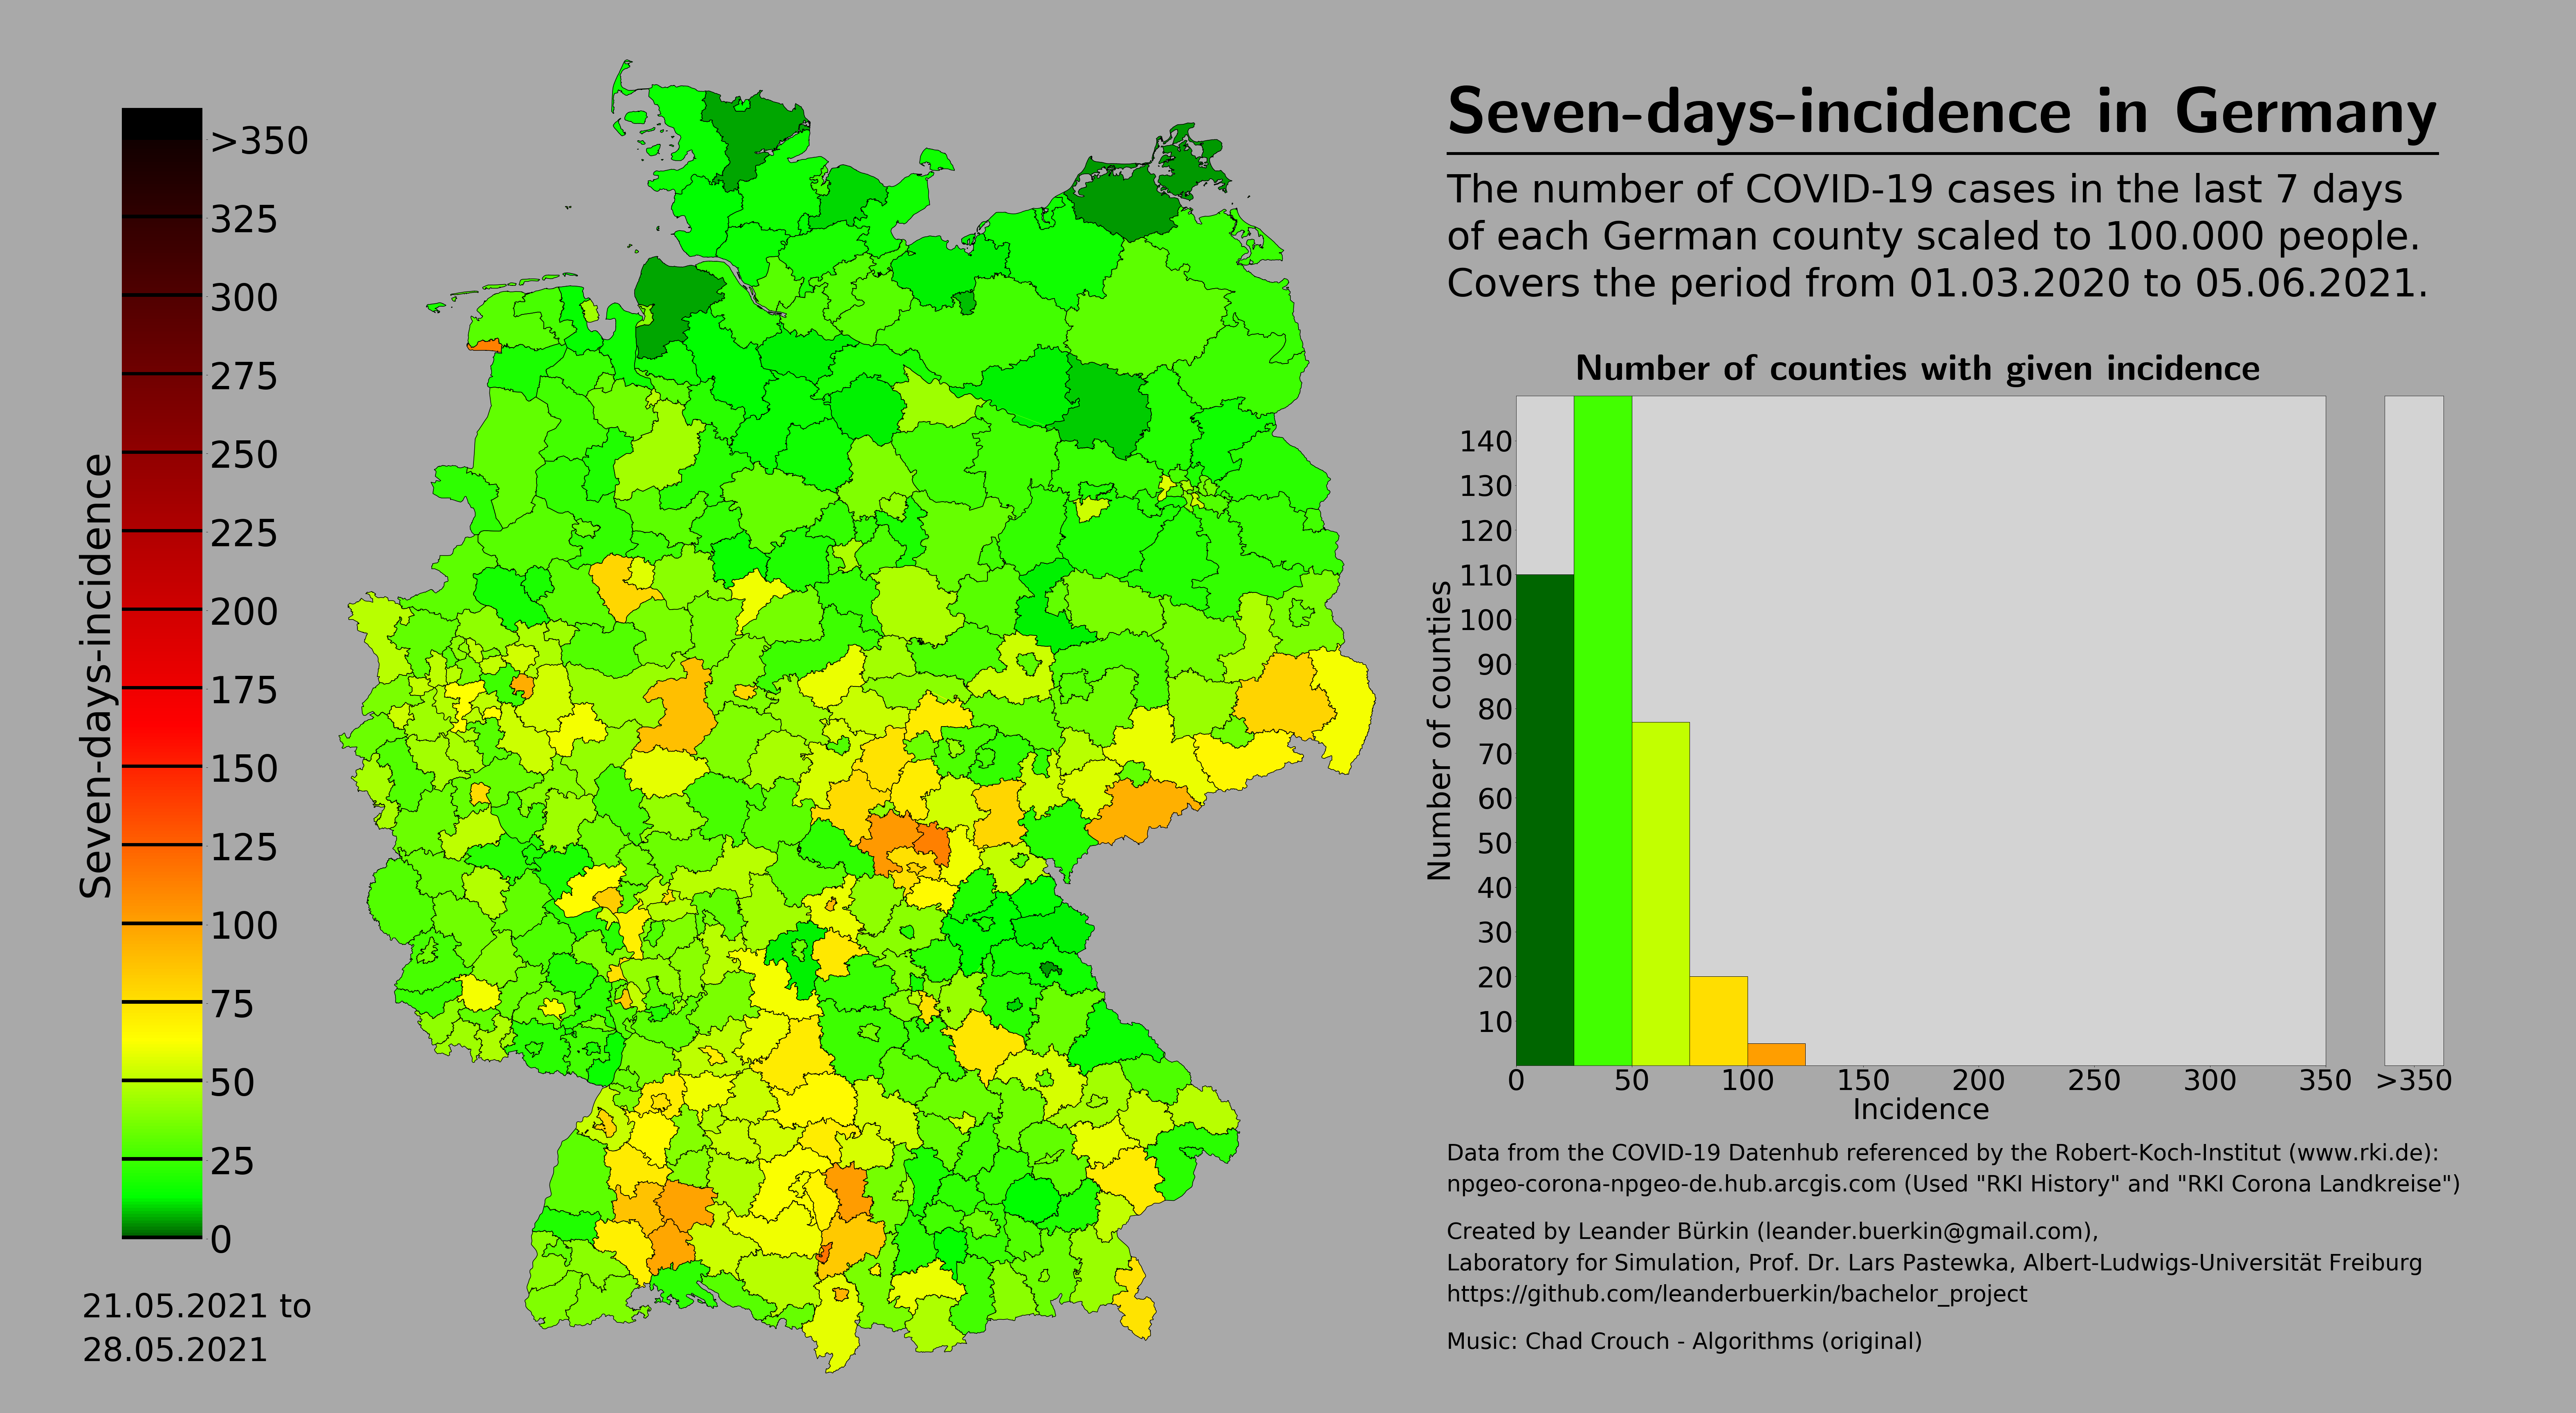 Seven-days-incidence in Germany
The number of COVID-19 cases in the last 7 days
of each German county scaled to 100.000 people.
Covers the period from 01.03.2020 to 05.06.2021.
Seven-days-incidence
>350
325
300
275
250
225
200
175
150
125
100
75
50
25
0
21.05.2021 to
28.05.2021
Number of counties with given incidence
Number of counties
140
130
120
110
100
90
80
70
60
50
40
30
20
10
0 50 100 150 200 250 300 350 >350
Incidence
Data from the COVID-19 Datenhub referenced by the Robert-Koch-Institut (www.rki.de):
npgeo-corona-npgeo-de.hub.arcgis.com (Used "RKI History" and "RKI Corona Landkreise")
Created by Leander Bürkin (leander.buerkin@gmail.com),
Laboratory for Simulation, Prof. Dr. Lars Pastewka, Albert-Ludwigs-Universität Freiburg
https://github.com/leanderbuerkin/bachelor_project
Music: Chad Crouch - Algorithms (original)